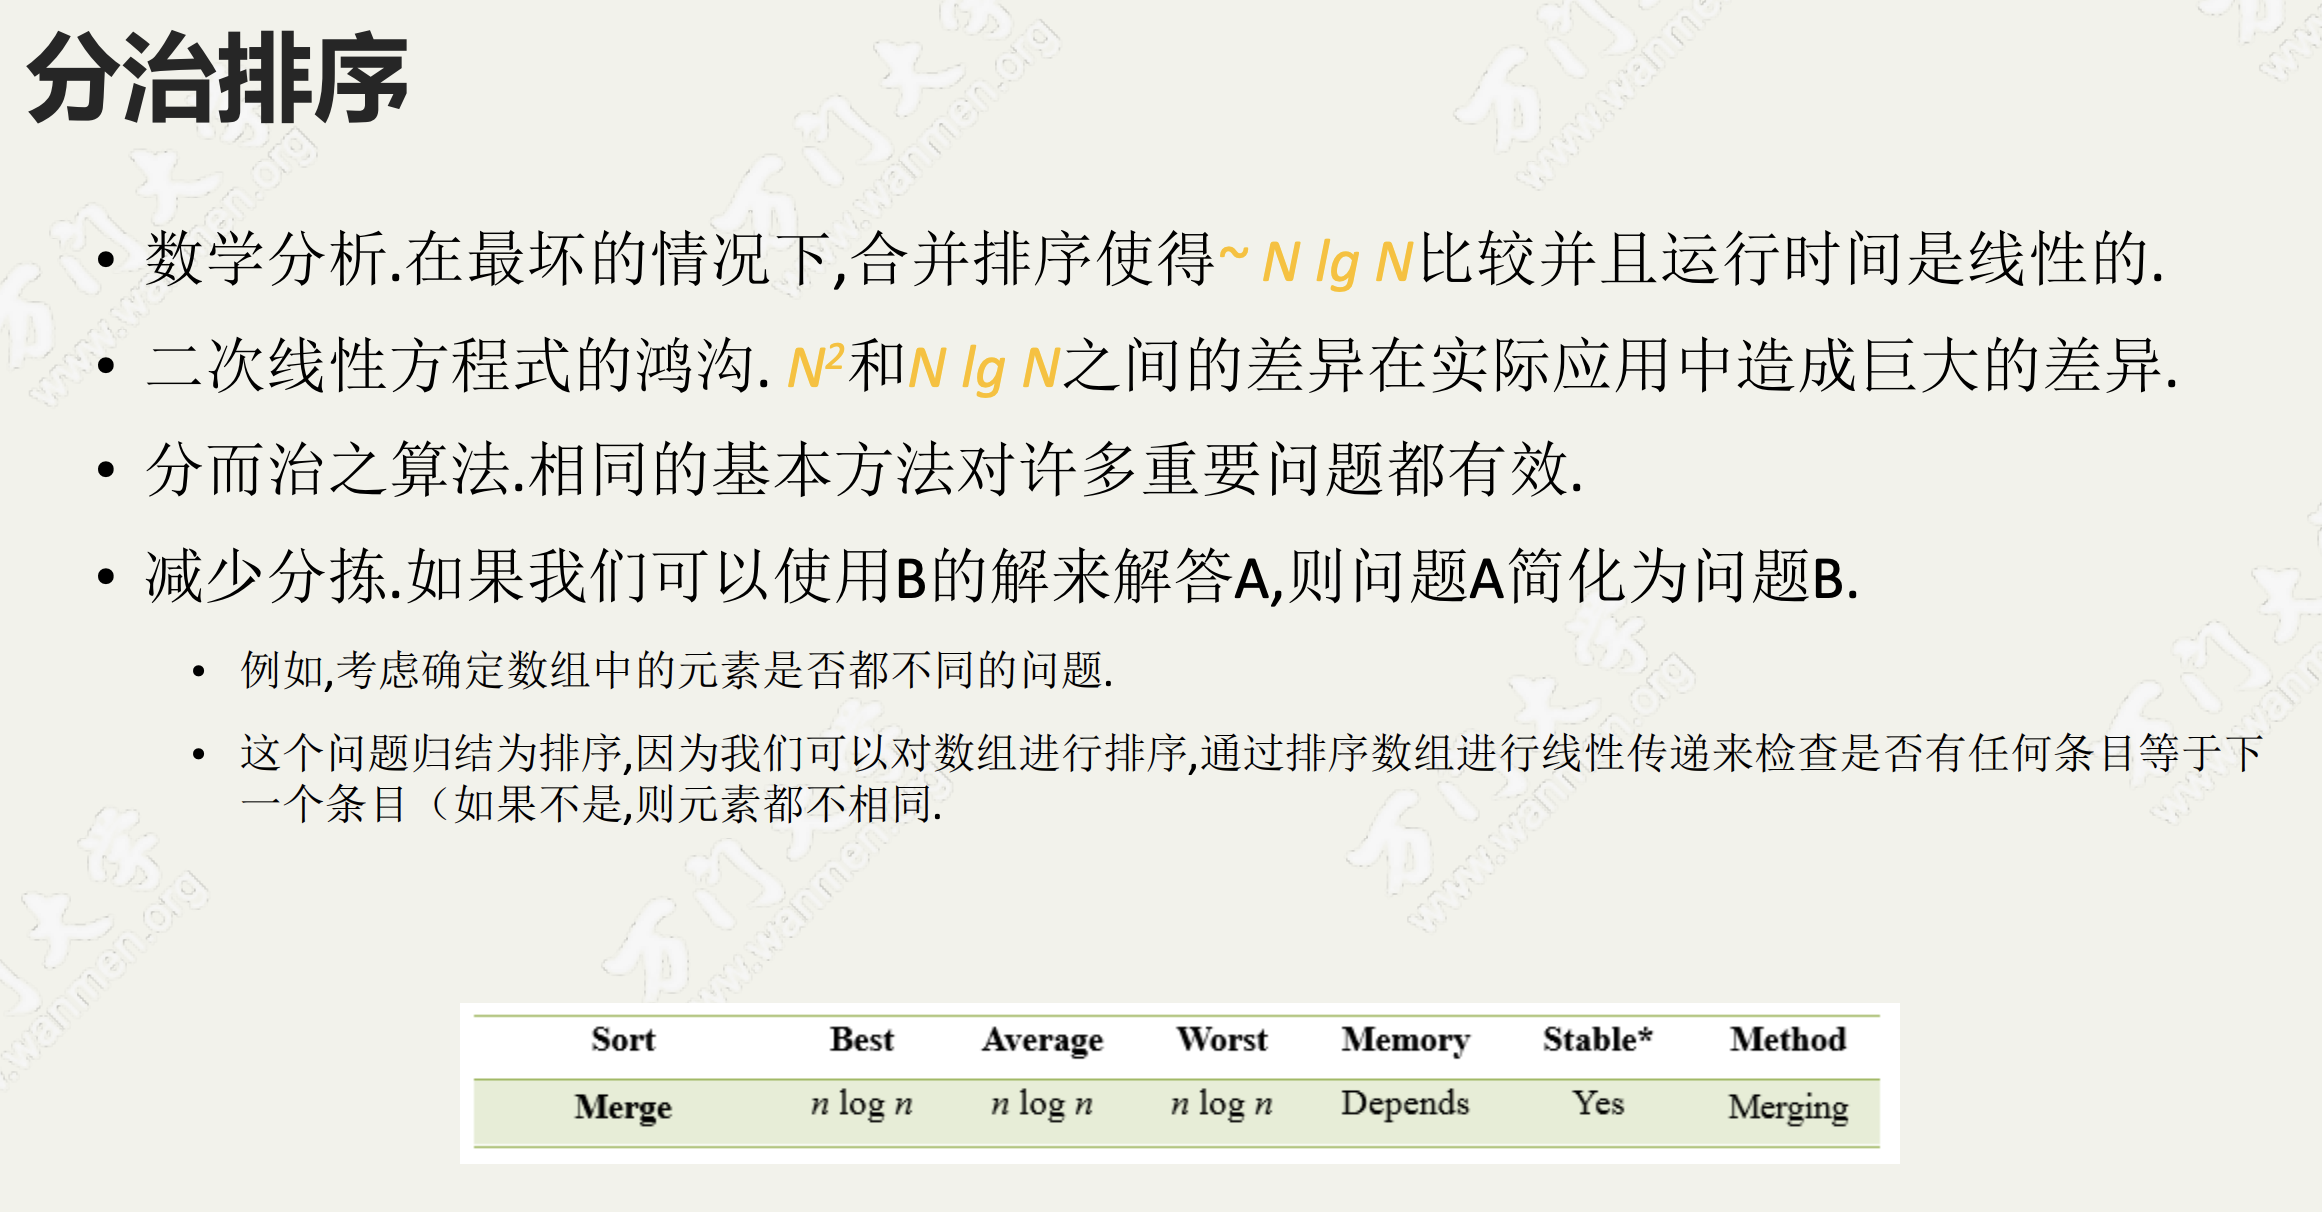 分治排序
• 数学分析.在最坏的情况下,合并排序使得~ N lg N比较并且运行时间是线性的.
• 二次线性方程式的鸿沟. N²和N lg N之间的差异在实际应用中造成巨大的差异.
• 分而治之算法.相同的基本方法对许多重要问题都有效.
• 减少分拣.如果我们可以使用B的解来解答A,则问题A简化为问题B.
• 例如,考虑确定数组中的元素是否都不同的问题.
• 这个问题归结为排序,因为我们可以对数组进行排序,通过排序数组进行线性传递来检查是否有任何条目等于下
一个条目（如果不是,则元素都不相同.
Sort Best Average Worst Memory Stable* Method
Merge n log n n log n n log n Depends Yes Merging
万门大学
www.wanmen.org